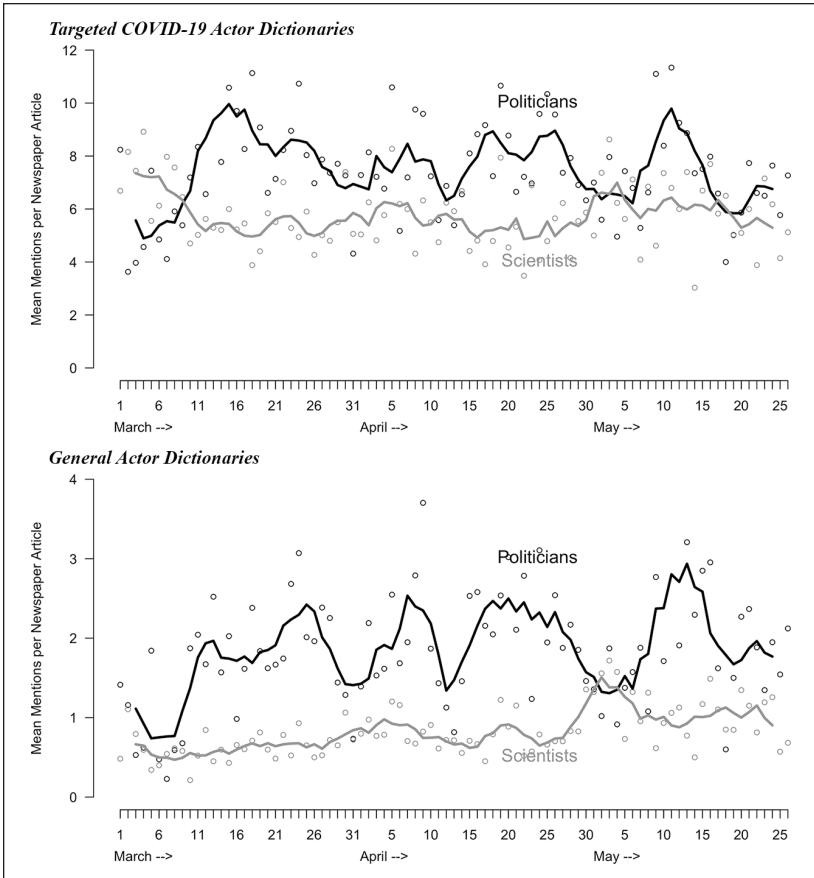 Targeted COVID-19 Actor Dictionaries
12
10
8
6
4
2
0
Mean Mentions per Newspaper Article
Politicians
Scientists
1 6 11 16 21 26 31 5 10 15 20 25 30 5 10 15 20 25
March --> April --> May -->
General Actor Dictionaries
4
3
2
1
0
Mean Mentions per Newspaper Article
Politicians
Scientists
1 6 11 16 21 26 31 5 10 15 20 25 30 5 10 15 20 25
March --> April --> May -->